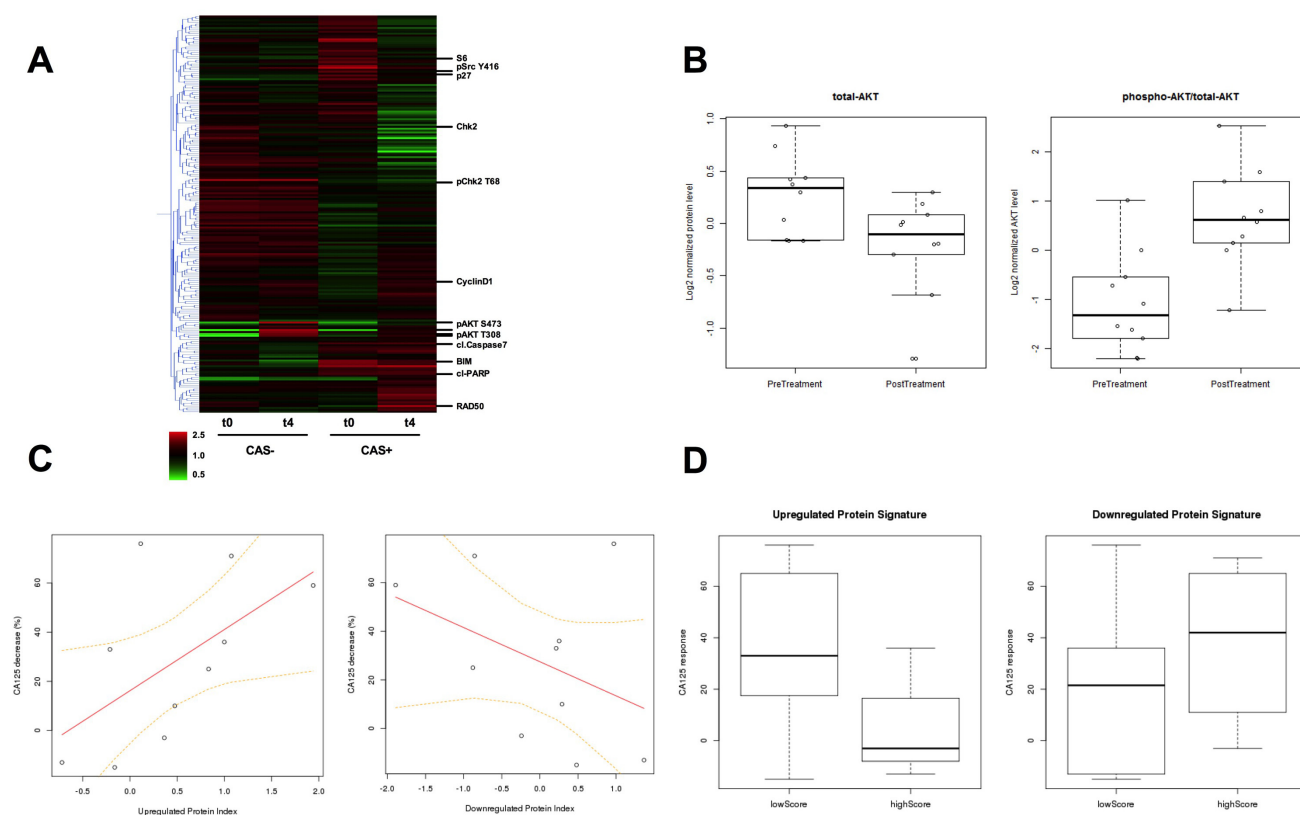 A
S6
pSrc Y416
p27
Chk2
pChk2 T68
CyclinD1
pAKT S473
pAKT T308
cl.Caspase7
BIM
cl-PARP
RAD50
t0 t4 t0 t4
CAS- CAS+
2.5
1.0
0.5
B
total-AKT
Log2 normalized protein level
1.0
0.5
0.0
-0.5
-1.0
PreTreatment PostTreatment
phospho-AKT/total-AKT
Log2 normalized AKT level
2
1
0
-1
-2
PreTreatment PostTreatment
C
CA125 decrease (%)
60
40
20
0
-0.5 0.0 0.5 1.0 1.5 2.0
Upregulated Protein Index
CA125 decrease (%)
60
40
20
0
-2.0 -1.5 -1.0 -0.5 0.0 0.5 1.0
Downregulated Protein Index
D
Upregulated Protein Signature
CA125 response
60
40
20
0
lowScore highScore
Downregulated Protein Signature
CA125 response
60
40
20
0
lowScore highScore